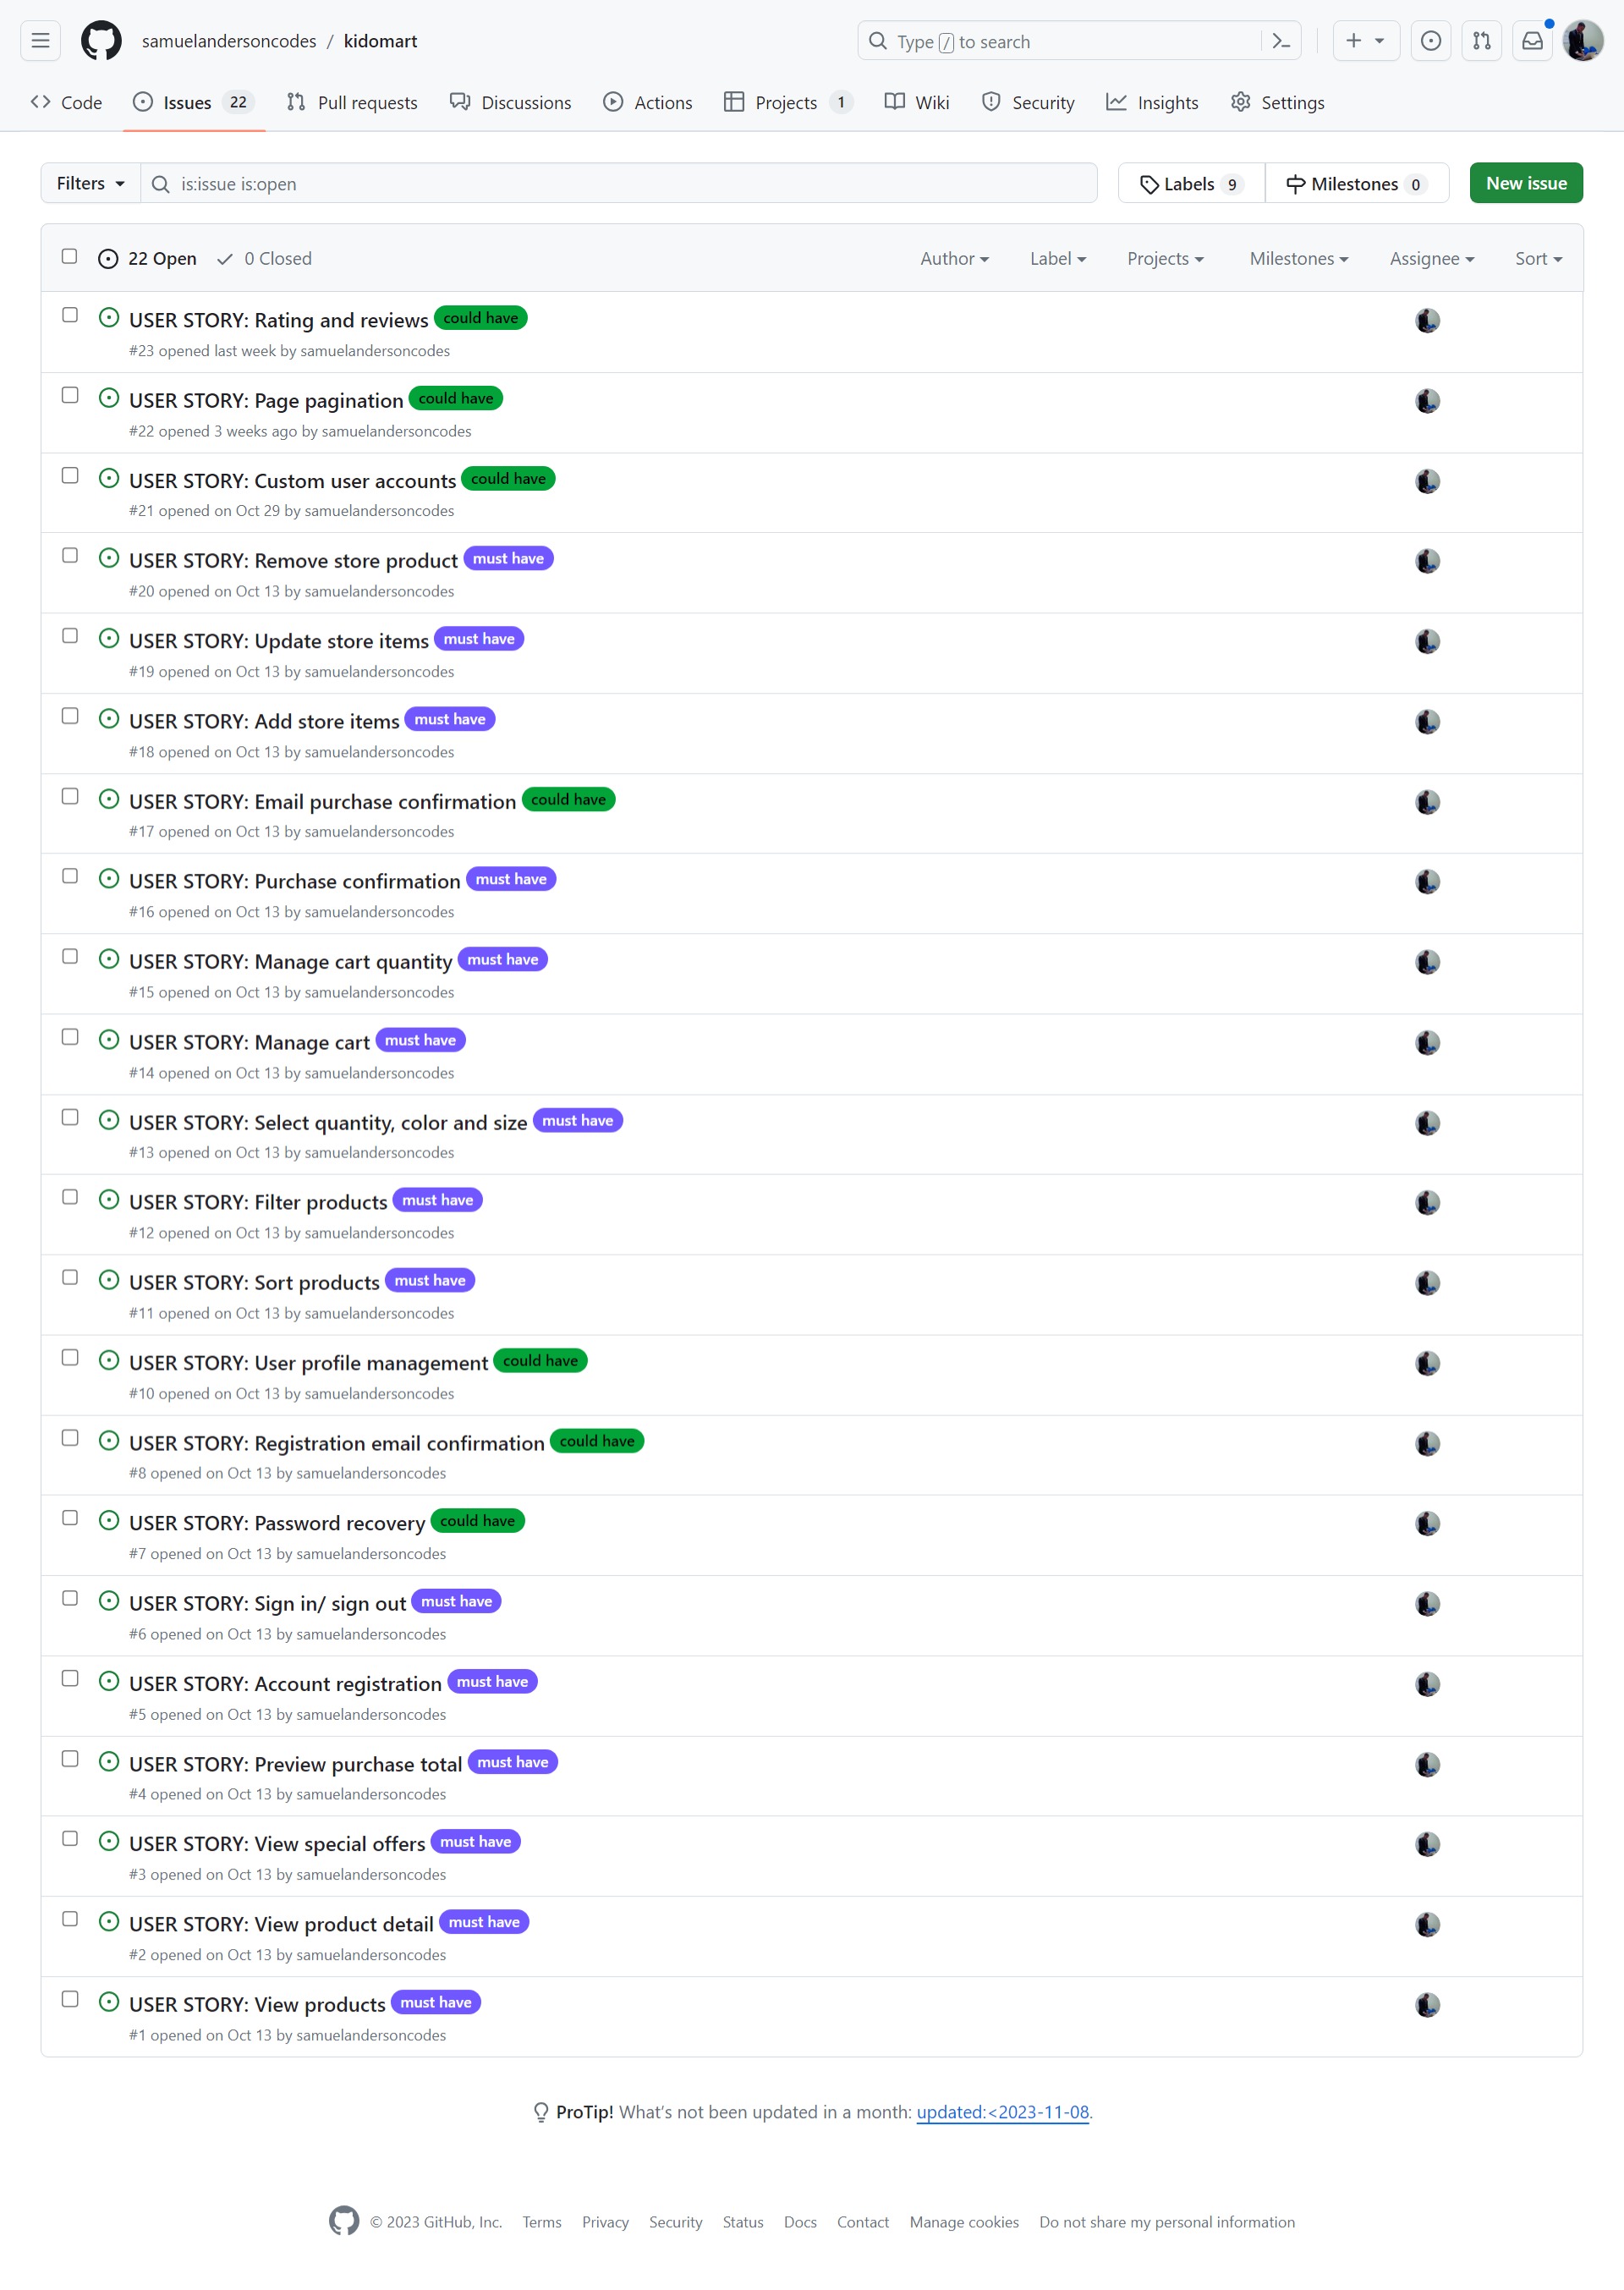 samuelandersoncodes / kidomart
Type / to search
Code Issues 22 Pull requests Discussions Actions Projects 1 Wiki Security Insights Settings
Filters is:issue is:open Labels 9 Milestones 0 New issue
22 Open 0 Closed Author Label Projects Milestones Assignee Sort
USER STORY: Rating and reviews could have
#23 opened last week by samuelandersoncodes
USER STORY: Page pagination could have
#22 opened 3 weeks ago by samuelandersoncodes
USER STORY: Custom user accounts could have
#21 opened on Oct 29 by samuelandersoncodes
USER STORY: Remove store product must have
#20 opened on Oct 13 by samuelandersoncodes
USER STORY: Update store items must have
#19 opened on Oct 13 by samuelandersoncodes
USER STORY: Add store items must have
#18 opened on Oct 13 by samuelandersoncodes
USER STORY: Email purchase confirmation could have
#17 opened on Oct 13 by samuelandersoncodes
USER STORY: Purchase confirmation must have
#16 opened on Oct 13 by samuelandersoncodes
USER STORY: Manage cart quantity must have
#15 opened on Oct 13 by samuelandersoncodes
USER STORY: Manage cart must have
#14 opened on Oct 13 by samuelandersoncodes
USER STORY: Select quantity, color and size must have
#13 opened on Oct 13 by samuelandersoncodes
USER STORY: Filter products must have
#12 opened on Oct 13 by samuelandersoncodes
USER STORY: Sort products must have
#11 opened on Oct 13 by samuelandersoncodes
USER STORY: User profile management could have
#10 opened on Oct 13 by samuelandersoncodes
USER STORY: Registration email confirmation could have
#8 opened on Oct 13 by samuelandersoncodes
USER STORY: Password recovery could have
#7 opened on Oct 13 by samuelandersoncodes
USER STORY: Sign in/ sign out must have
#6 opened on Oct 13 by samuelandersoncodes
USER STORY: Account registration must have
#5 opened on Oct 13 by samuelandersoncodes
USER STORY: Preview purchase total must have
#4 opened on Oct 13 by samuelandersoncodes
USER STORY: View special offers must have
#3 opened on Oct 13 by samuelandersoncodes
USER STORY: View product detail must have
#2 opened on Oct 13 by samuelandersoncodes
USER STORY: View products must have
#1 opened on Oct 13 by samuelandersoncodes
ProTip! What’s not been updated in a month: updated:<2023-11-08.
© 2023 GitHub, Inc. Terms Privacy Security Status Docs Contact Manage cookies Do not share my personal information